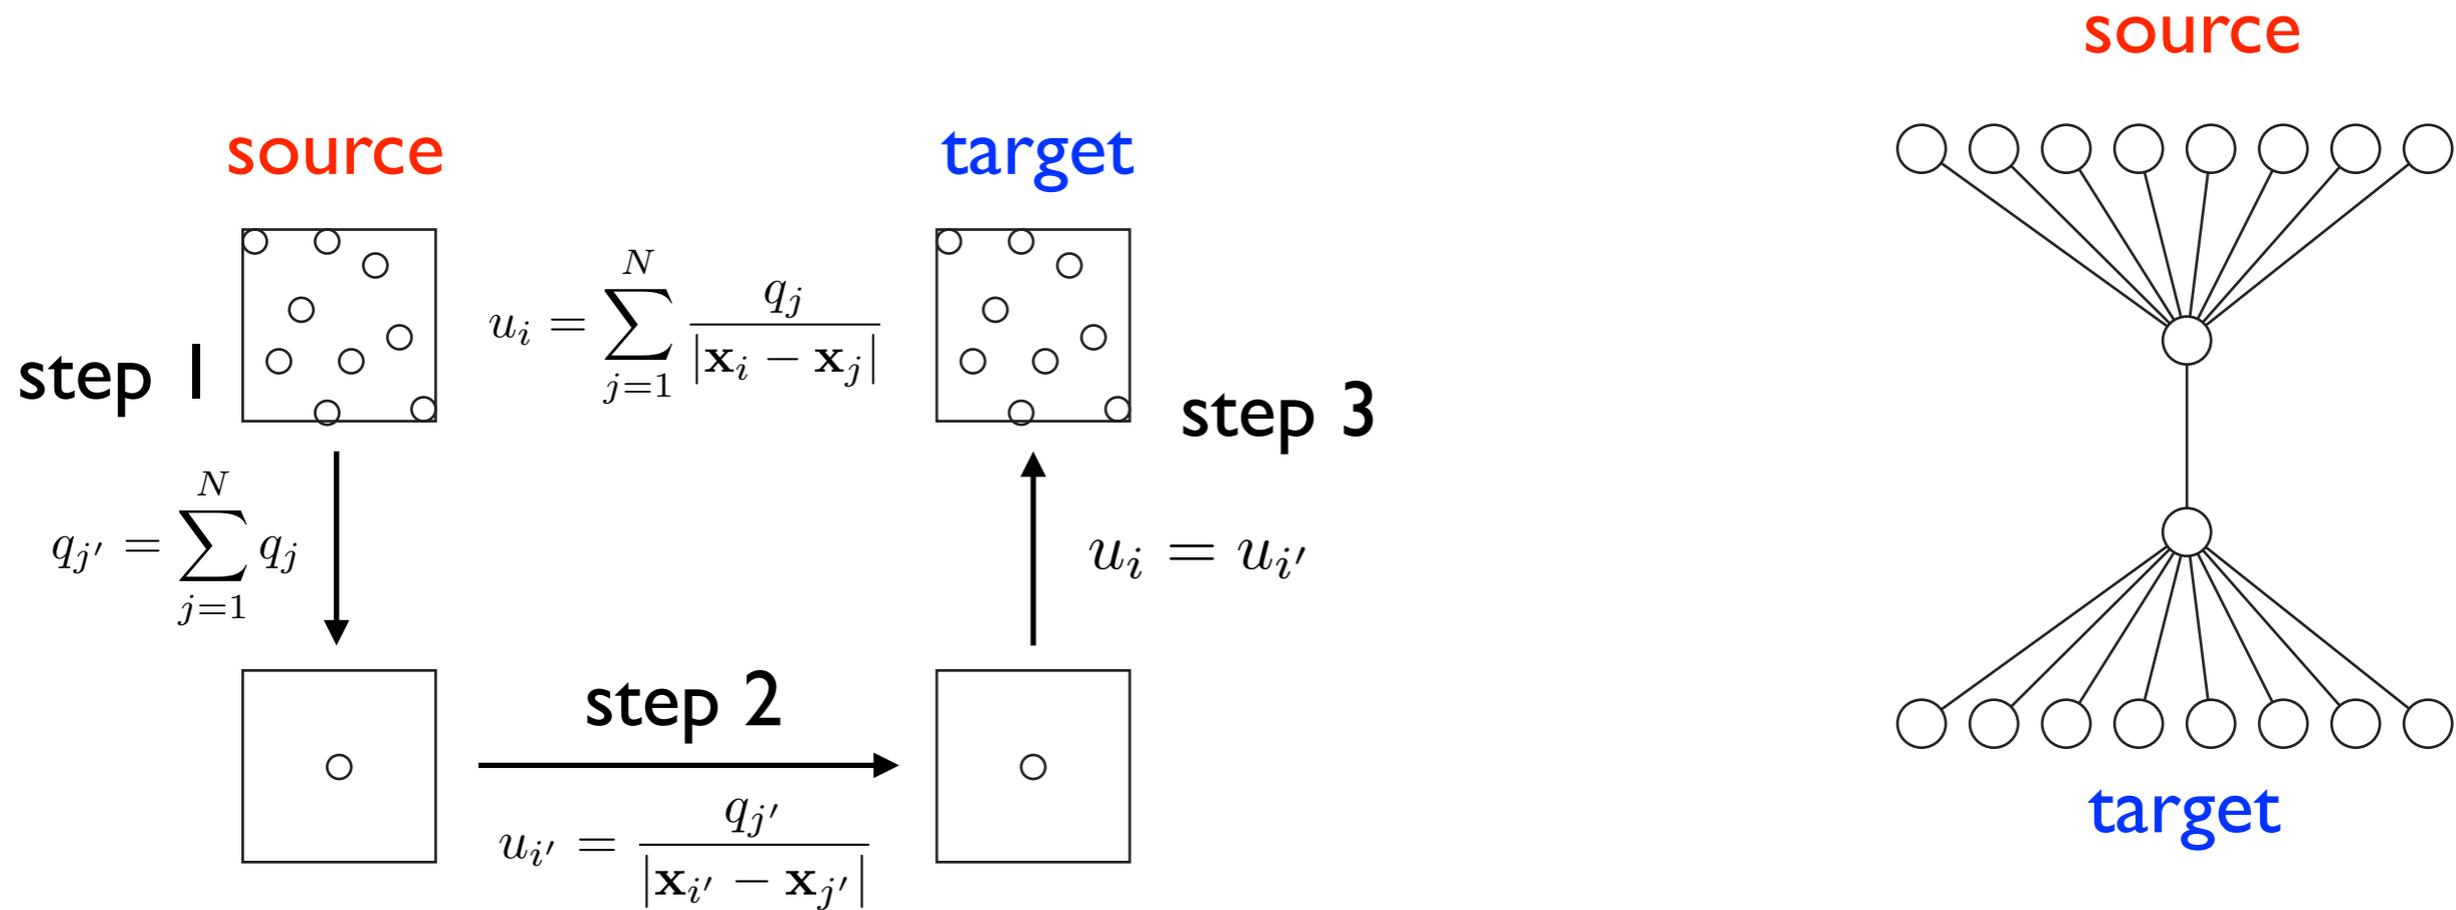 source
source
target
u_i = \sum_{j=1}^{N} \frac{q_j}{|\mathbf{x}_i - \mathbf{x}_j|}
step 1
step 3
q_{j'} = \sum_{j=1}^{N} q_j
u_i = u_{i'}
step 2
u_{i'} = \frac{q_{j'}}{|\mathbf{x}_{i'} - \mathbf{x}_{j'}|}
target